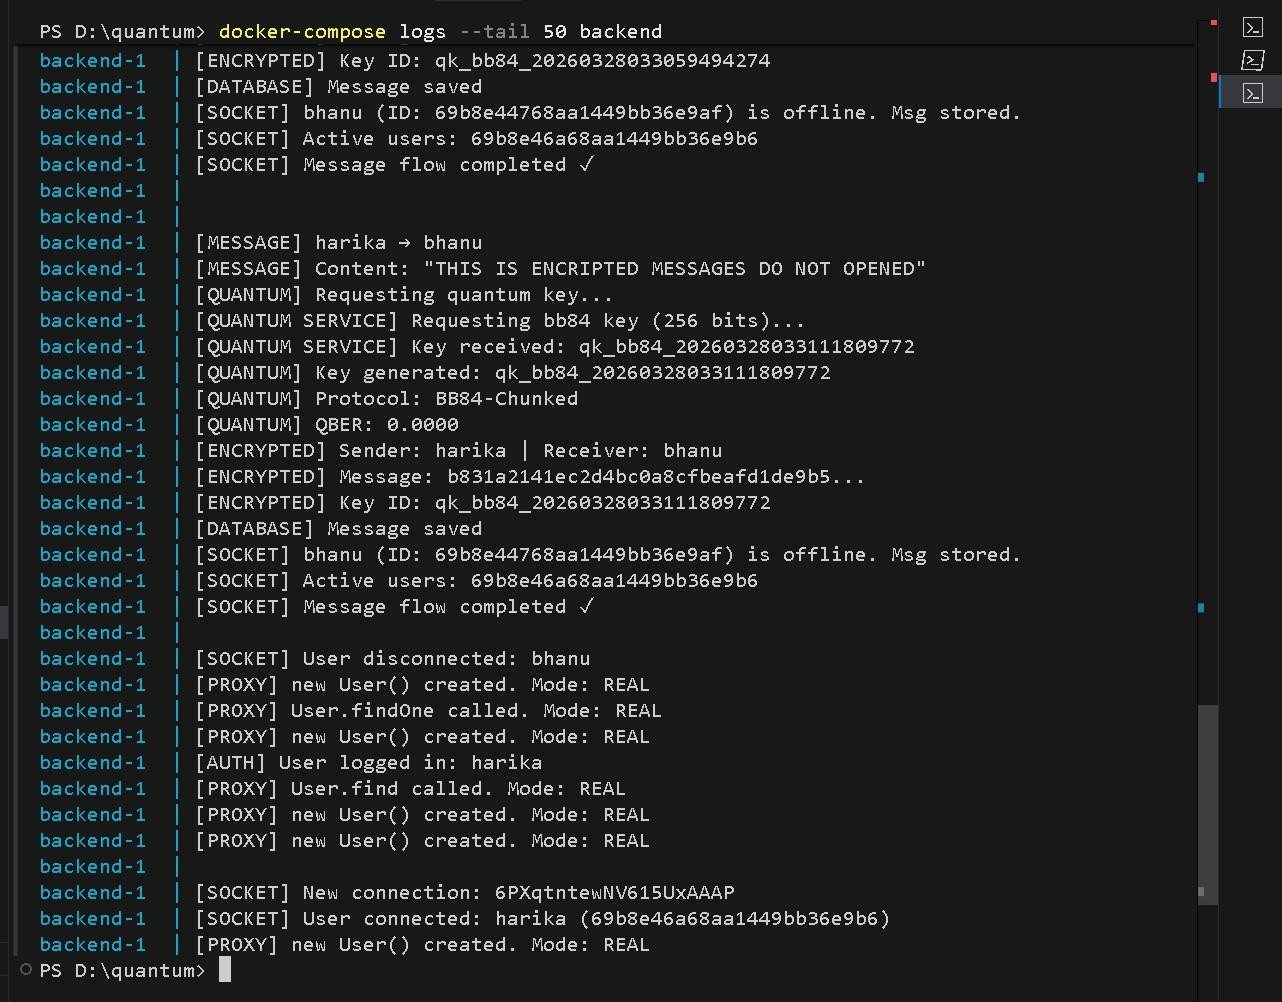 PS D:\quantum> docker-compose logs --tail 50 backend
backend-1 | [ENCRYPTED] Key ID: qk_bb84_20260328033059494274
backend-1 | [DATABASE] Message saved
backend-1 | [SOCKET] bhanu (ID: 69b8e44768aa1449bb36e9af) is offline. Msg stored.
backend-1 | [SOCKET] Active users: 69b8e46a68aa1449bb36e9b6
backend-1 | [SOCKET] Message flow completed ✓
backend-1 |
backend-1 |
backend-1 | [MESSAGE] harika → bhanu
backend-1 | [MESSAGE] Content: "THIS IS ENCRIPTED MESSAGES DO NOT OPENED"
backend-1 | [QUANTUM] Requesting quantum key...
backend-1 | [QUANTUM SERVICE] Requesting bb84 key (256 bits)...
backend-1 | [QUANTUM SERVICE] Key received: qk_bb84_20260328033111809772
backend-1 | [QUANTUM] Key generated: qk_bb84_20260328033111809772
backend-1 | [QUANTUM] Protocol: BB84-Chunked
backend-1 | [QUANTUM] QBER: 0.0000
backend-1 | [ENCRYPTED] Sender: harika | Receiver: bhanu
backend-1 | [ENCRYPTED] Message: b831a2141ec2d4bc0a8cfbeafd1de9b5...
backend-1 | [ENCRYPTED] Key ID: qk_bb84_20260328033111809772
backend-1 | [DATABASE] Message saved
backend-1 | [SOCKET] bhanu (ID: 69b8e44768aa1449bb36e9af) is offline. Msg stored.
backend-1 | [SOCKET] Active users: 69b8e46a68aa1449bb36e9b6
backend-1 | [SOCKET] Message flow completed ✓
backend-1 |
backend-1 | [SOCKET] User disconnected: bhanu
backend-1 | [PROXY] new User() created. Mode: REAL
backend-1 | [PROXY] User.findOne called. Mode: REAL
backend-1 | [PROXY] new User() created. Mode: REAL
backend-1 | [AUTH] User logged in: harika
backend-1 | [PROXY] User.find called. Mode: REAL
backend-1 | [PROXY] new User() created. Mode: REAL
backend-1 | [PROXY] new User() created. Mode: REAL
backend-1 |
backend-1 | [SOCKET] New connection: 6PXqtntewNV615UxAAAP
backend-1 | [SOCKET] User connected: harika (69b8e46a68aa1449bb36e9b6)
backend-1 | [PROXY] new User() created. Mode: REAL
PS D:\quantum>